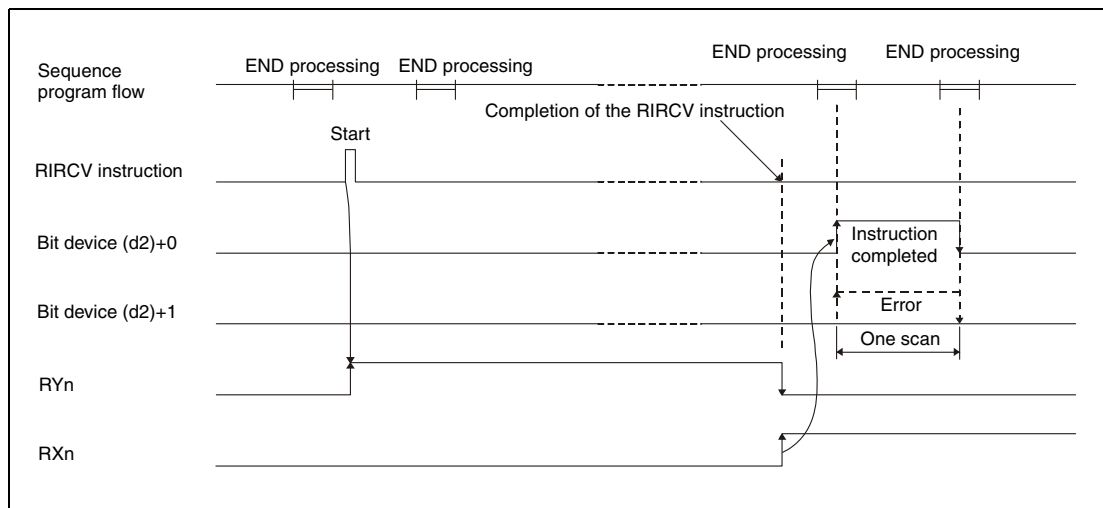 END processing
END processing
END processing
END processing
Sequence
program flow
Completion of the RIRCV instruction
Start
RIRCV instruction
Bit device (d2)+0
Instruction
completed
Bit device (d2)+1
Error
One scan
RYn
RXn